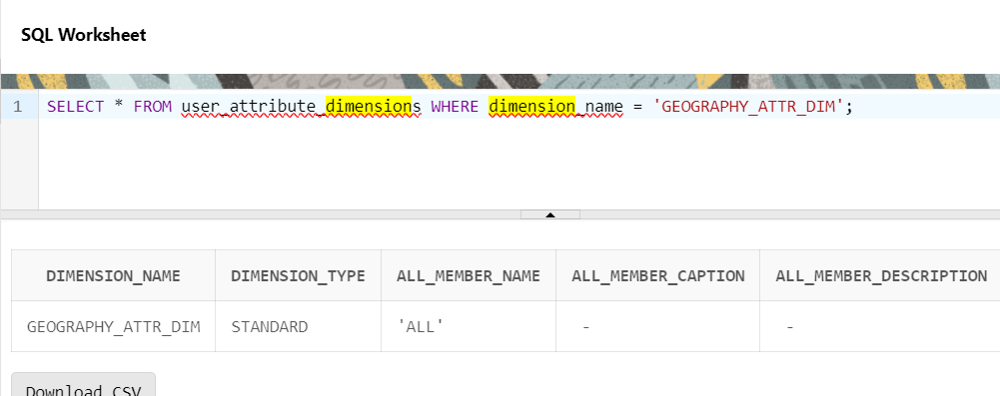 SQL Worksheet
1 SELECT * FROM user_attribute_dimensions WHERE dimension_name = 'GEOGRAPHY_ATTR_DIM';
DIMENSION_NAME DIMENSION_TYPE ALL_MEMBER_NAME ALL_MEMBER_CAPTION ALL_MEMBER_DESCRIPTION
GEOGRAPHY_ATTR_DIM STANDARD 'ALL' - -
Download CSV